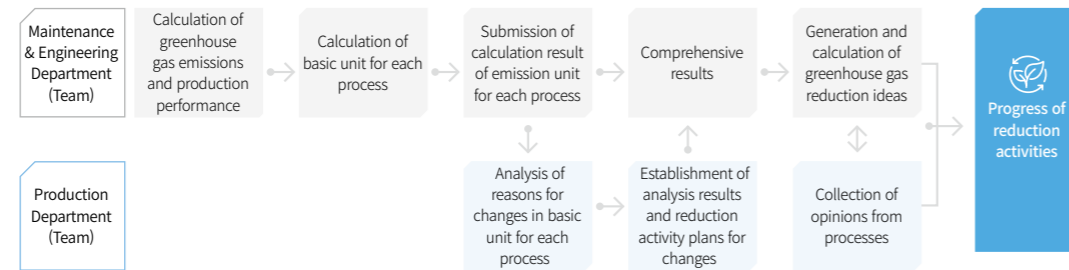 Maintenance
& Engineering
Department
(Team)
Calculation of
greenhouse
gas emissions
and production
performance
Calculation of
basic unit for each
process
Submission of
calculation result
of emission unit
for each process
Comprehensive
results
Generation and
calculation of
greenhouse gas
reduction ideas
Progress of
reduction
activities
Production
Department
(Team)
Analysis of
reasons for
changes in basic
unit for each
process
Establishment of
analysis results
and reduction
activity plans for
changes
Collection of
opinions from
processes